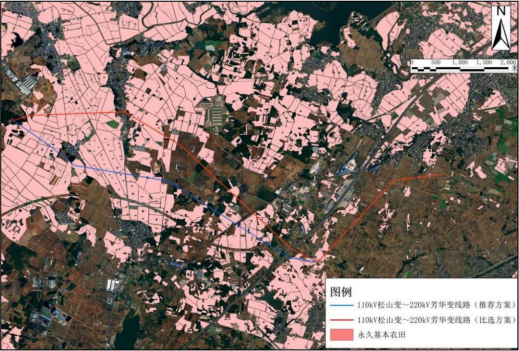 N
0 500 1,000 1,500 2,000
图例
110kV松山变～220kV芳华变线路（推荐方案）
110kV松山变～220kV芳华变线路（比选方案）
永久基本农田